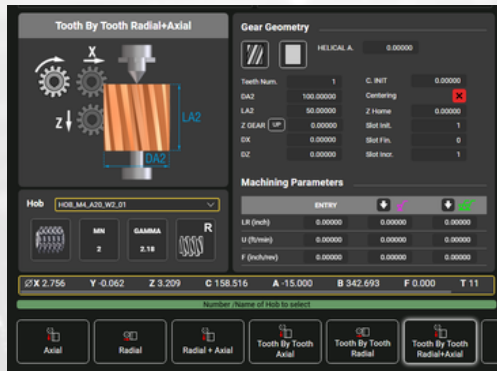 Tooth By Tooth Radial+Axial
X
Z
LA2
DA2
Hob
HOB_M4_A20_W2_01
MN
2
GAMMA
2.18
R
Gear Geometry
HELICAL A. 0.00000
Teeth Num. 1
DA2 100.00000
LA2 50.00000
Z GEAR UP 0.00000
DX 0.00000
DZ 0.00000
C. INIT 0.00000
Centering
Z Home 0.00000
Slot Init. 1
Slot Fin. 0
Slot Incr. 1
Machining Parameters
ENTRY
LR (inch) 0.00000 0.00000 0.00000
U (ft/min) 0.00000 0.00000 0.00000
F (inch/rev) 0.00000 0.00000 0.00000
ØX 2.756 Y -0.062 Z 3.209 C 158.516 A -15.000 B 342.693 F 0.000 T 11
Number /Name of Hob to select
Axial
Radial
Radial + Axial
Tooth By Tooth
Axial
Tooth By Tooth
Radial
Tooth By Tooth
Radial+Axial